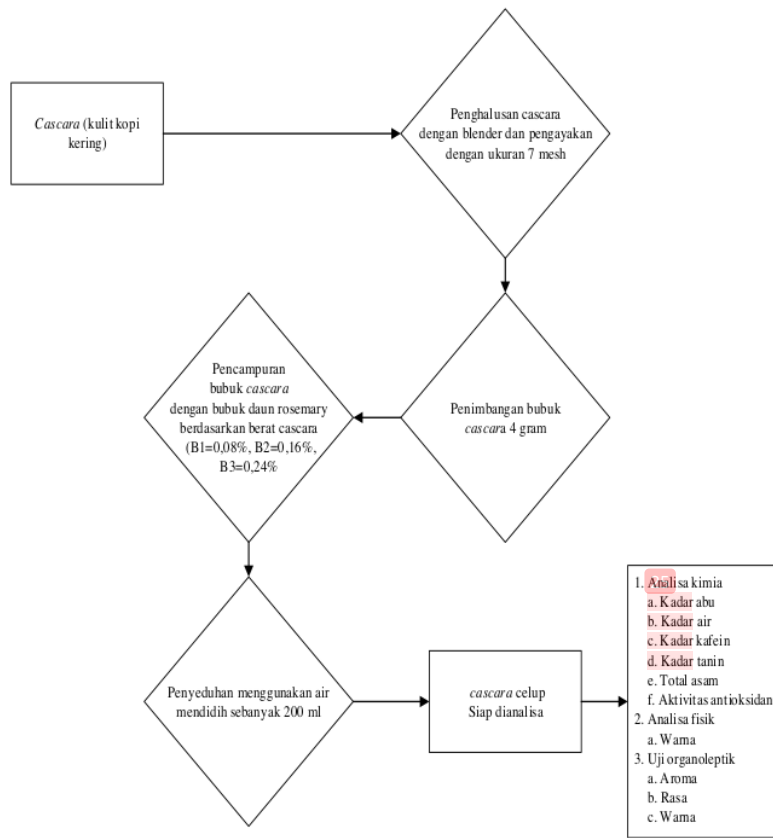 Cascara (kulit kopi
kering)
Penghalusan cascara
dengan blender dan pengayakan
dengan ukuran 7 mesh
Penimbangan bubuk
cascara 4 gram
Pencampuran
bubuk cascara
dengan bubuk daun rosemary
berdasarkan berat cascara
(B1=0,08%, B2=0,16%,
B3=0,24%
Penyeduhan menggunakan air
mendidih sebanyak 200 ml
cascara celup
Siap dianalisa
1. Analisa kimia
a. Kadar abu
b. Kadar air
c. Kadar kafein
d. Kadar tanin
e. Total asam
f. Aktivitas antioksidan
2. Analisa fisik
a. Warna
3. Uji organoleptik
a. Aroma
b. Rasa
c. Warna